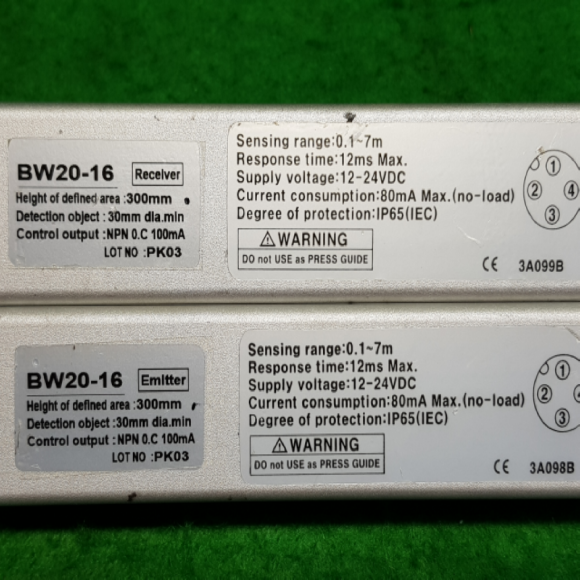 BW20-16 Receiver
Height of defined area :300mm
Detection object :30mm dia.min
Control output :NPN O.C 100mA
LOT NO :PK03
Sensing range:0.1~7m
Response time:12ms Max.
Supply voltage:12-24VDC
Current consumption:80mA Max.(no-load)
Degree of protection:IP65(IEC)
⚠WARNING
DO not USE as PRESS GUIDE
CE 3A099B
①
② ④
③
BW20-16 Emitter
Height of defined area :300mm
Detection object :30mm dia.min
Control output :NPN O.C 100mA
LOT NO :PK03
Sensing range:0.1~7m
Response time:12ms Max.
Supply voltage:12-24VDC
Current consumption:80mA Max.(no-load)
Degree of protection:IP65(IEC)
⚠WARNING
DO not USE as PRESS GUIDE
CE 3A098B
①
② ④
③